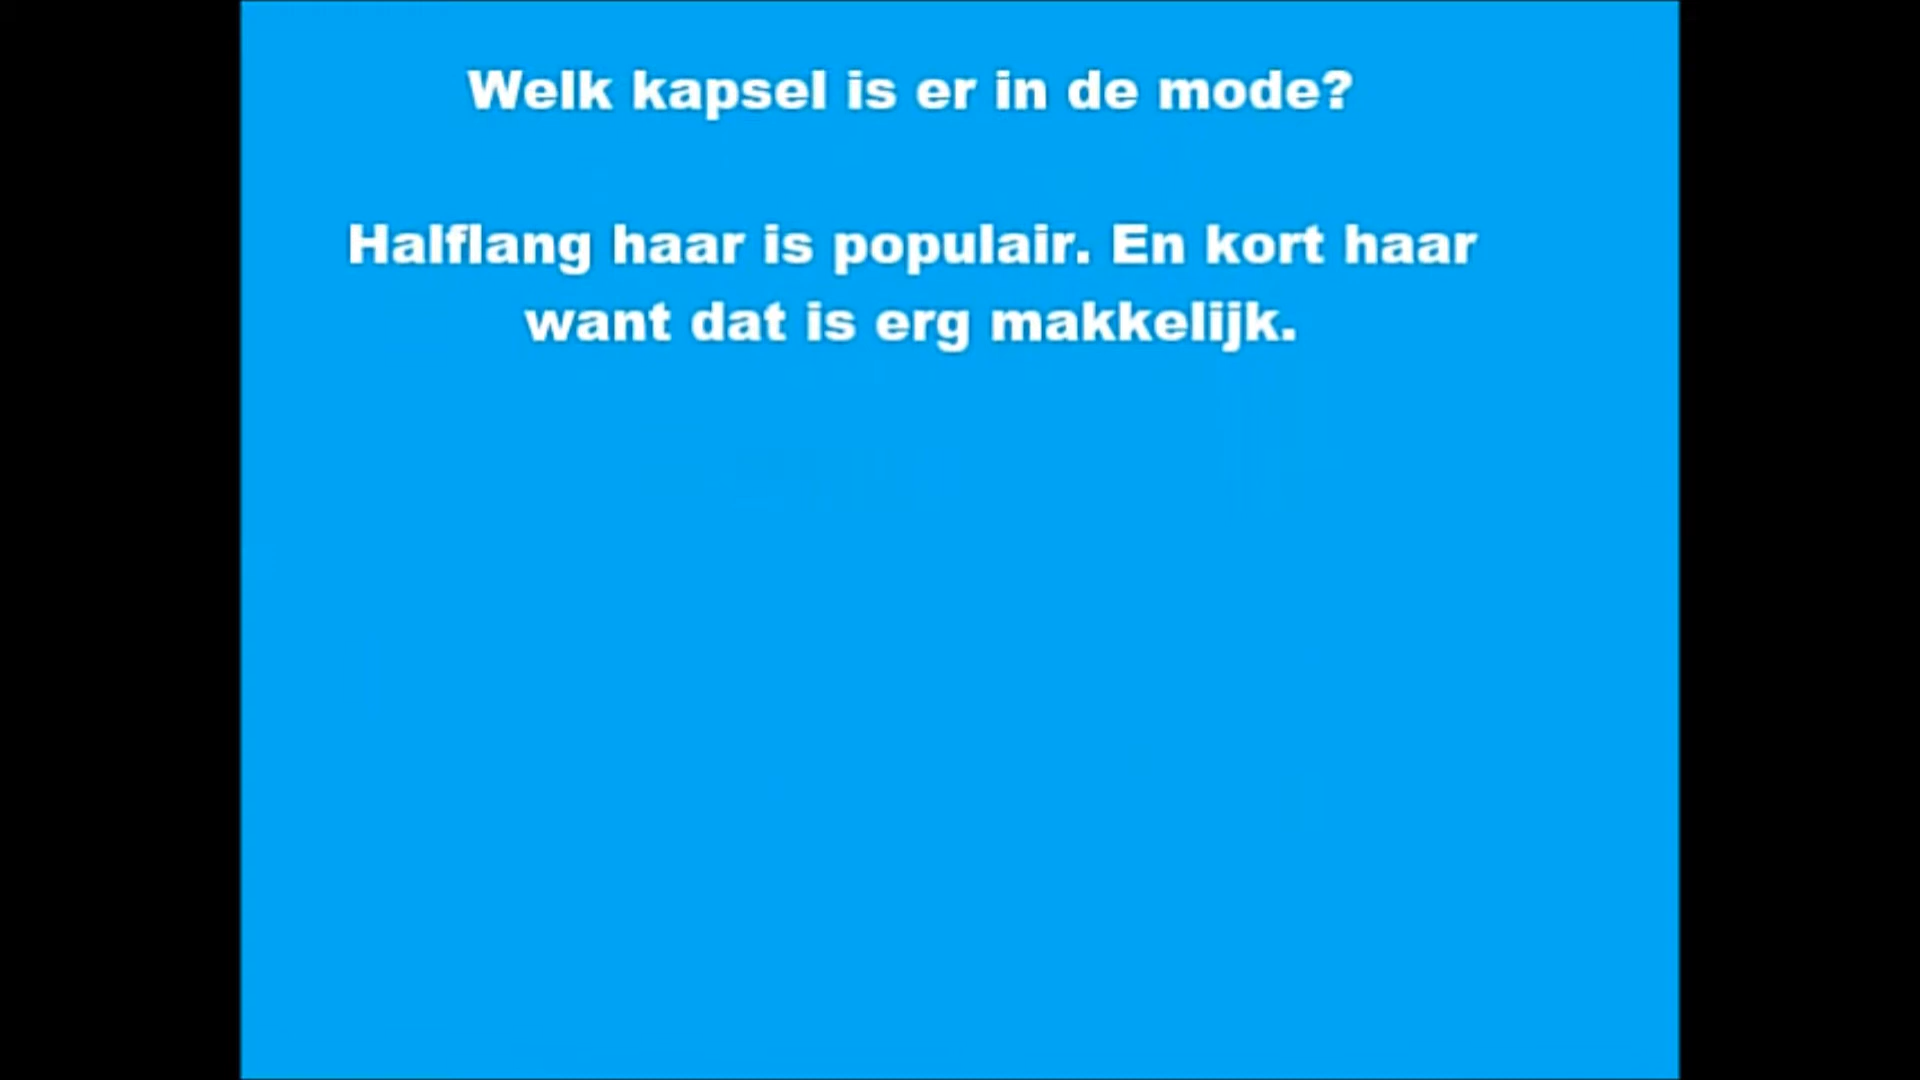 Welk kapsel is er in de mode?
Halflang haar is populair. En kort haar
want dat is erg makkelijk.